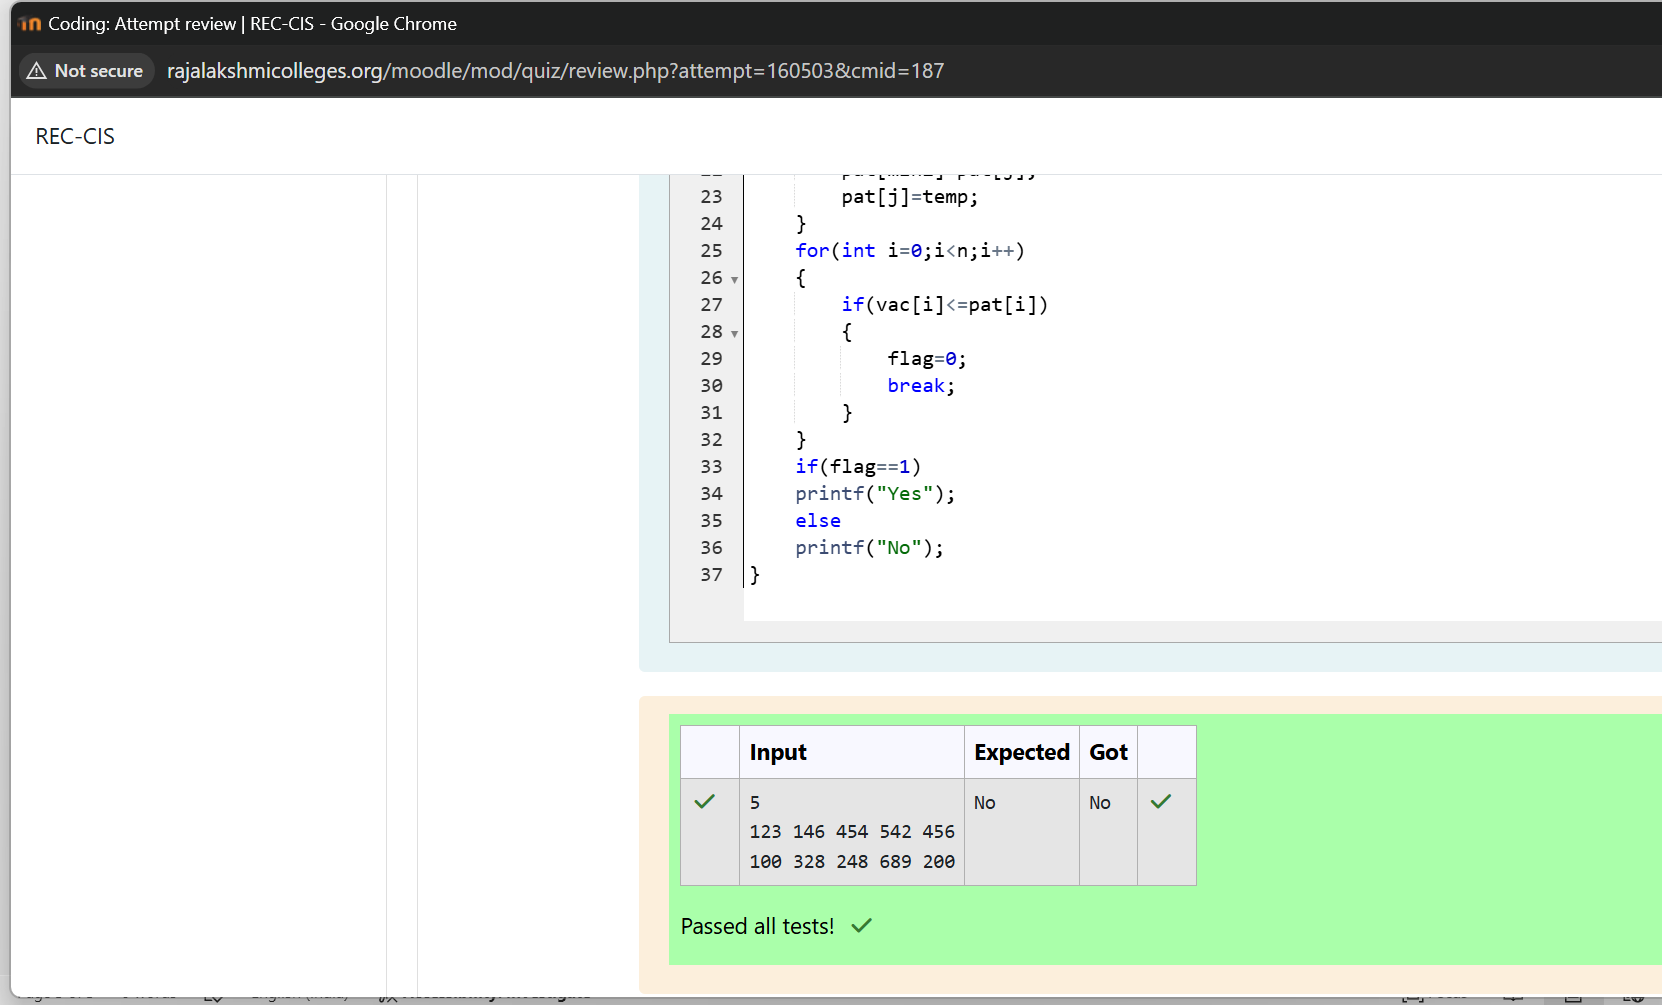 Coding: Attempt review | REC-CIS - Google Chrome
Not secure rajalakshmicolleges.org/moodle/mod/quiz/review.php?attempt=160503&cmid=187
REC-CIS
23 pat[j]=temp;
24 }
25 for(int i=0;i<n;i++)
26 {
27 if(vac[i]<=pat[i])
28 {
29 flag=0;
30 break;
31 }
32 }
33 if(flag==1)
34 printf("Yes");
35 else
36 printf("No");
37 }
Input Expected Got
5 No No
123 146 454 542 456
100 328 248 689 200
Passed all tests!